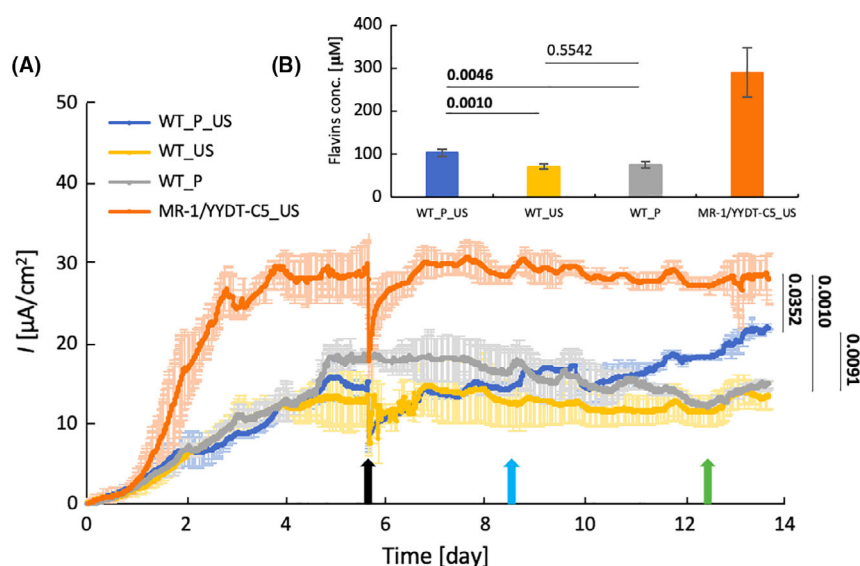 (A)
50
40
30
20
10
0
I [µA/cm²]
WT_P_US
WT_US
WT_P
MR-1/YYDT-C5_US
0 2 4 6 8 10 12 14
Time [day]
0.0352
0.0010
0.0091
(B)
400
300
200
100
0
Flavins conc. [µM]
0.5542
0.0046
0.0010
WT_P_US WT_US WT_P MR-1/YYDT-C5_US